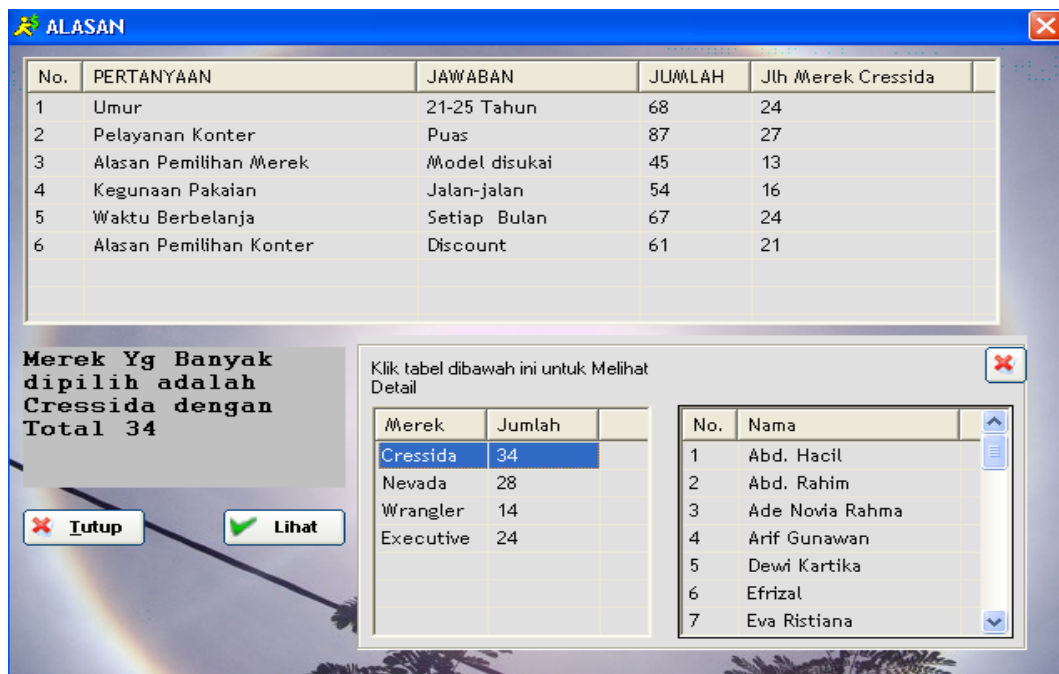 ALASAN
No. PERTANYAAN JAWABAN JUMLAH Jlh Merek Cressida
1 Umur 21-25 Tahun 68 24
2 Pelayanan Konter Puas 87 27
3 Alasan Pemilihan Merek Model disukai 45 13
4 Kegunaan Pakaian Jalan-jalan 54 16
5 Waktu Berbelanja Setiap Bulan 67 24
6 Alasan Pemilihan Konter Discount 61 21
Merek Yg Banyak
dipilih adalah
Cressida dengan
Total 34
Tutup Lihat
Klik tabel dibawah ini untuk Melihat
Detail
Merek Jumlah
Cressida 34
Nevada 28
Wrangler 14
Executive 24
No. Nama
1 Abd. Hacil
2 Abd. Rahim
3 Ade Novia Rahma
4 Arif Gunawan
5 Dewi Kartika
6 Efrizal
7 Eva Ristiana